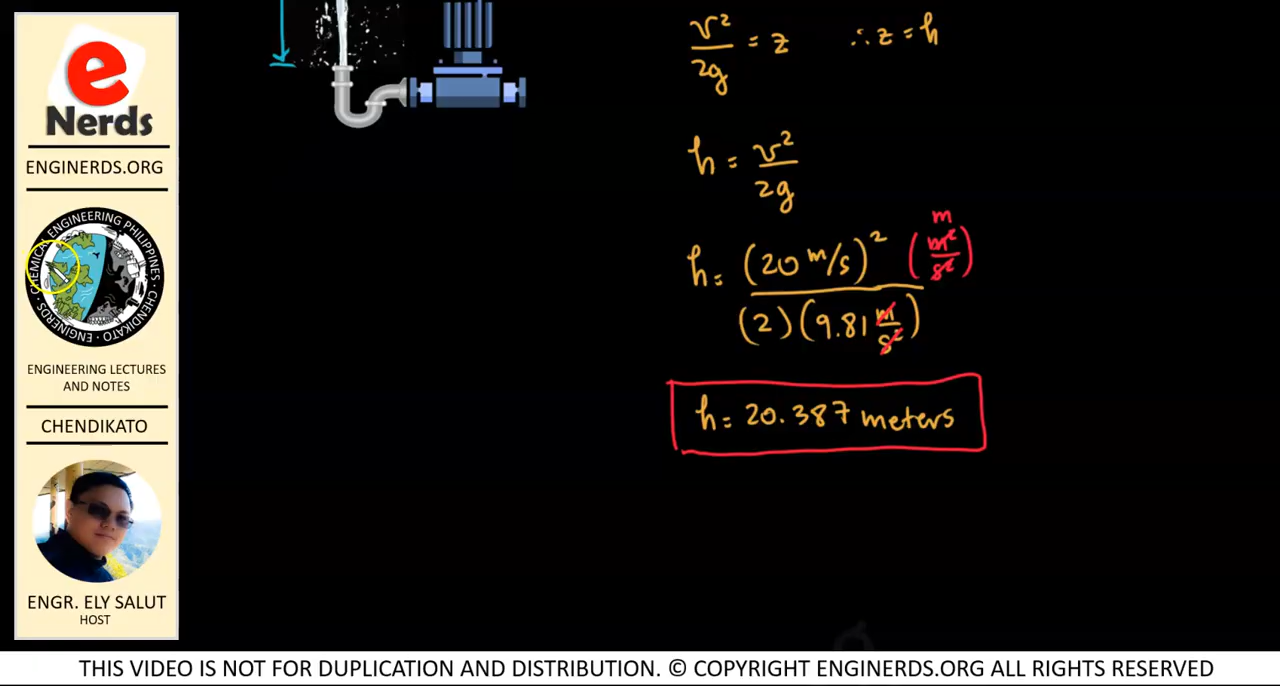 e
Nerds
ENGINERDS.ORG
CHEMICAL ENGINEERING PHILIPPINES · CHENDIKATO · ENGINERDS ·
ENGINEERING LECTURES
AND NOTES
CHENDIKATO
ENGR. ELY SALUT
HOST
v²/2g = z ∴ z = h
h = v²/2g
h = (20 m/s)² (m²/s²) m
(2)(9.81 m/s²)
h = 20.387 meters
THIS VIDEO IS NOT FOR DUPLICATION AND DISTRIBUTION. © COPYRIGHT ENGINERDS.ORG ALL RIGHTS RESERVED